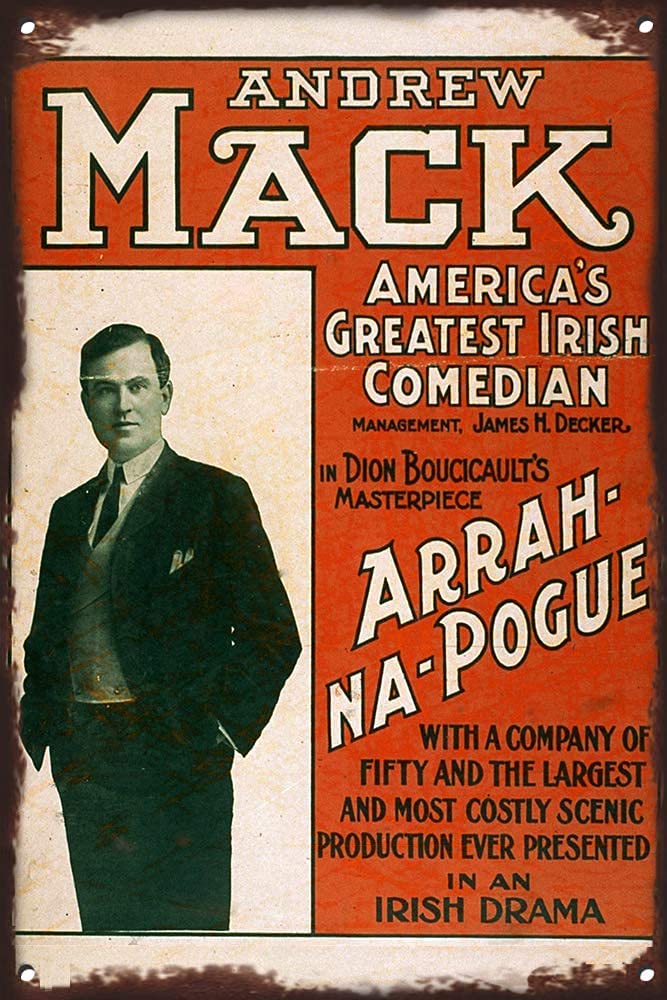 ANDREW
MACK
AMERICA'S
GREATEST IRISH
COMEDIAN
MANAGEMENT, JAMES H. DECKER.
IN DION BOUCICAULT'S
MASTERPIECE
ARRAH-
NA-POGUE
WITH A COMPANY OF
FIFTY AND THE LARGEST
AND MOST COSTLY SCENIC
PRODUCTION EVER PRESENTED
IN AN
IRISH DRAMA